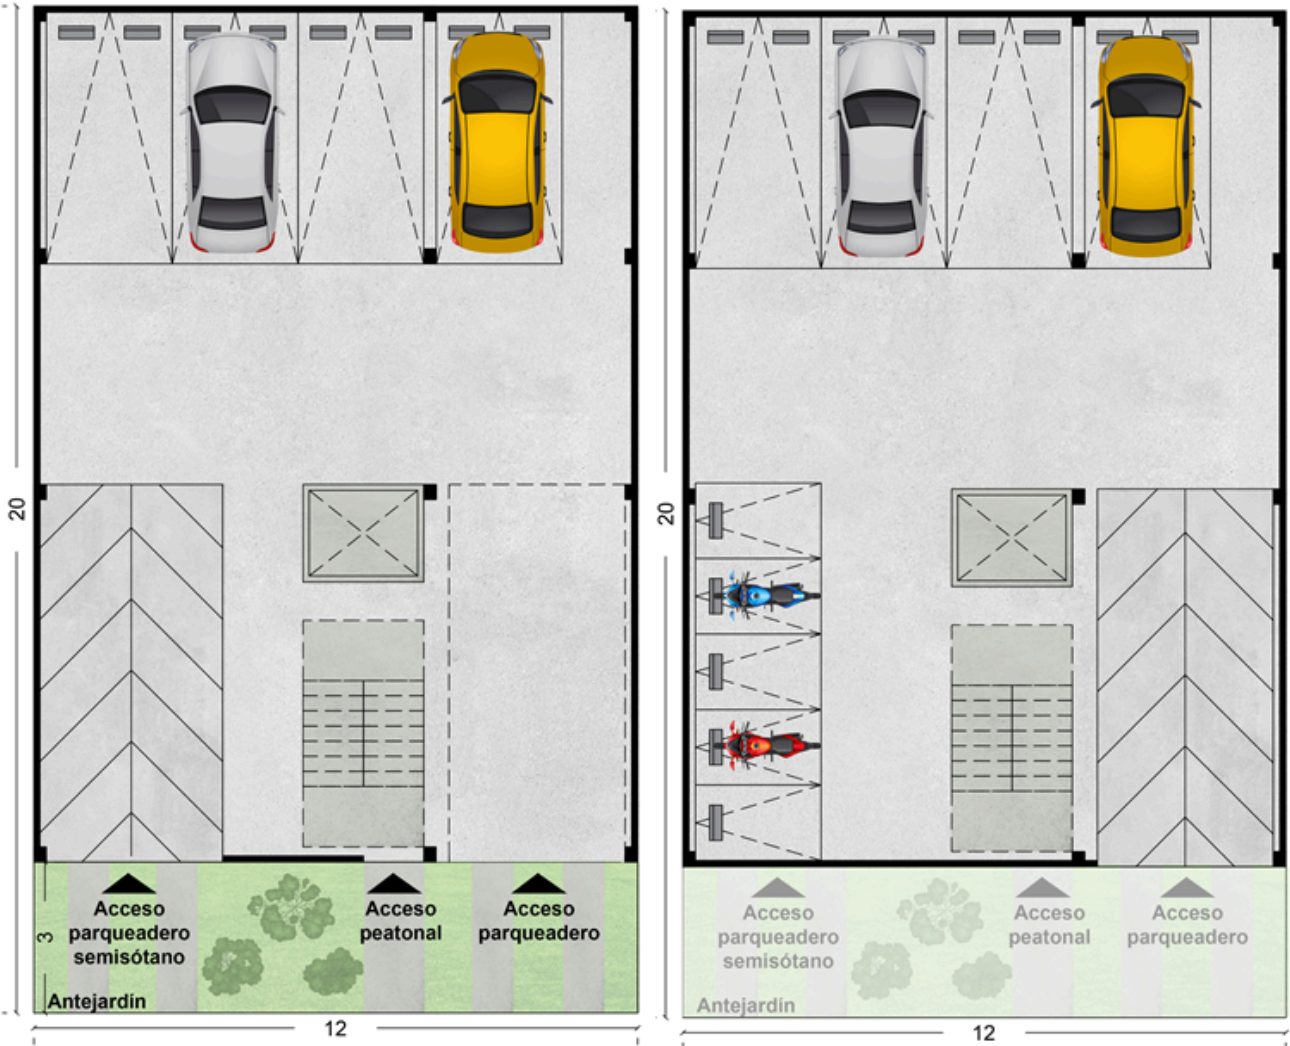 20
3
Acceso
parqueadero
semisótano
Acceso
peatonal
Acceso
parqueadero
Antejardín
12
20
Acceso
parqueadero
semisótano
Acceso
peatonal
Acceso
parqueadero
Antejardín
12